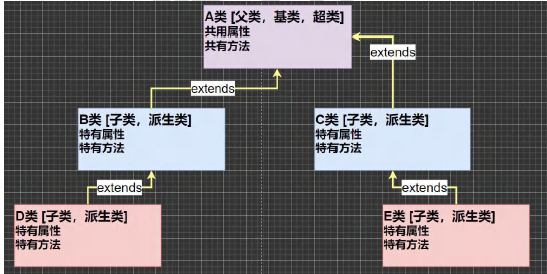 A类 [父类，基类，超类]
共用属性
共有方法
extends
extends
B类 [子类，派生类]
特有属性
特有方法
C类 [子类，派生类]
特有属性
特有方法
extends
extends
D类 [子类，派生类]
特有属性
特有方法
E类 [子类，派生类]
特有属性
特有方法